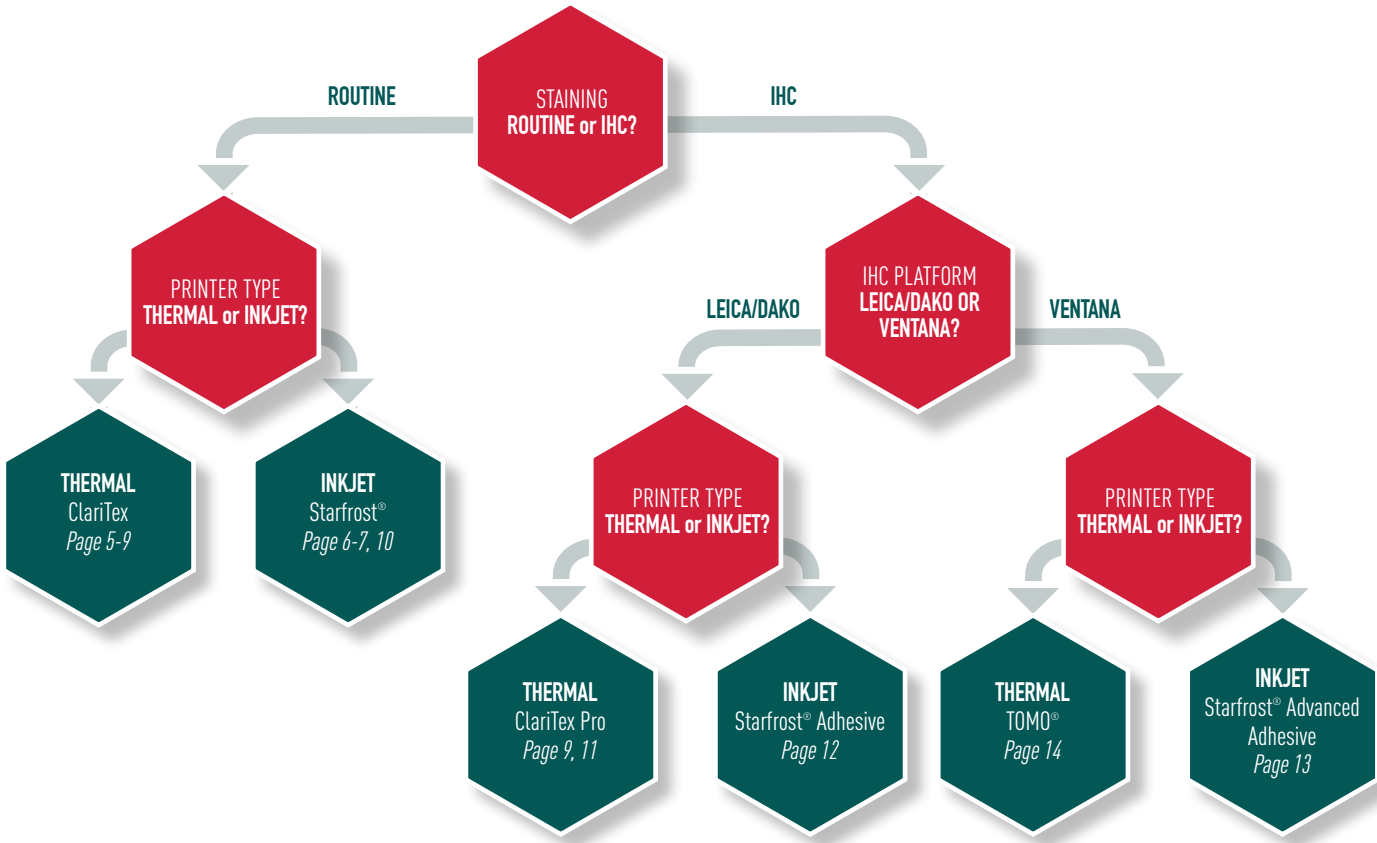 STAINING
ROUTINE or IHC?
ROUTINE
IHC
PRINTER TYPE
THERMAL or INKJET?
IHC PLATFORM
LEICA/DAKO OR
VENTANA?
LEICA/DAKO
VENTANA
THERMAL
ClariTex
Page 5-9
INKJET
Starfrost®
Page 6-7, 10
PRINTER TYPE
THERMAL or INKJET?
PRINTER TYPE
THERMAL or INKJET?
THERMAL
ClariTex Pro
Page 9, 11
INKJET
Starfrost® Adhesive
Page 12
THERMAL
TOMO®
Page 14
INKJET
Starfrost® Advanced
Adhesive
Page 13